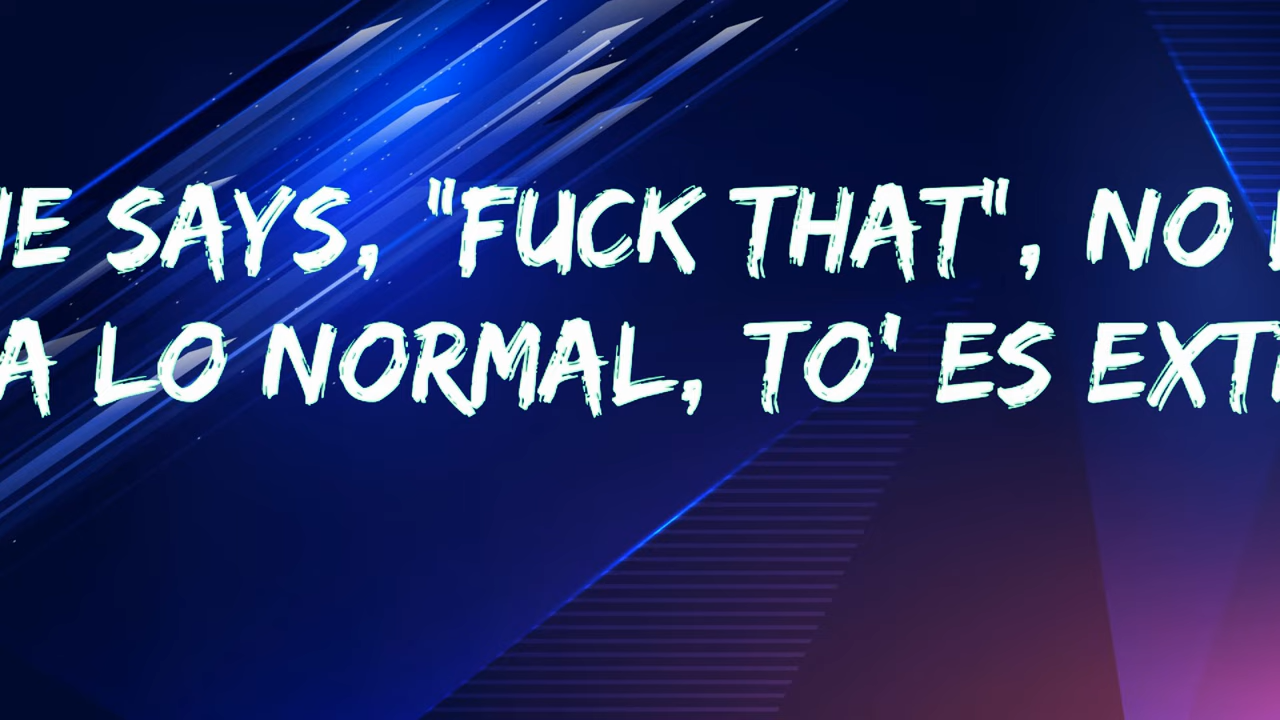 SAYS, "FUCK THAT", NO
A LO NORMAL, TO' ES